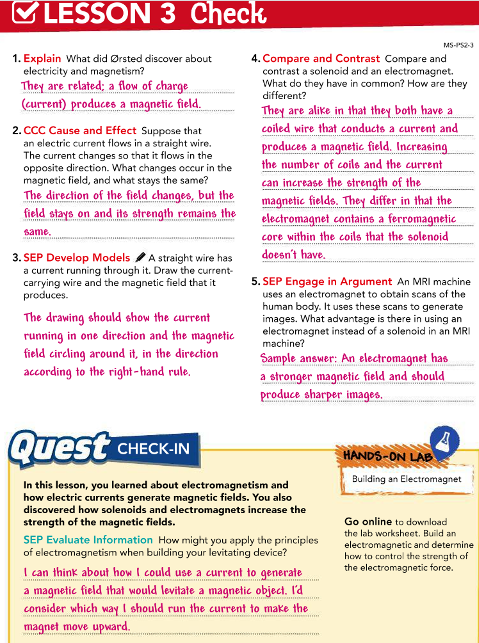 LESSON 3 Check
MS-PS2-3
1. Explain What did Ørsted discover about
electricity and magnetism?
They are related; a flow of charge
(current) produces a magnetic field.
2. CCC Cause and Effect Suppose that
an electric current flows in a straight wire.
The current changes so that it flows in the
opposite direction. What changes occur in the
magnetic field, and what stays the same?
The direction of the field changes, but the
field stays on and its strength remains the
same.
3. SEP Develop Models A straight wire has
a current running through it. Draw the current-
carrying wire and the magnetic field that it
produces.
The drawing should show the current
running in one direction and the magnetic
field circling around it, in the direction
according to the right-hand rule.
4. Compare and Contrast Compare and
contrast a solenoid and an electromagnet.
What do they have in common? How are they
different?
They are alike in that they both have a
coiled wire that conducts a current and
produces a magnetic field. Increasing
the number of coils and the current
can increase the strength of the
magnetic fields. They differ in that the
electromagnet contains a ferromagnetic
core within the coils that the solenoid
doesn't have.
5. SEP Engage in Argument An MRI machine
uses an electromagnet to obtain scans of the
human body. It uses these scans to generate
images. What advantage is there in using an
electromagnet instead of a solenoid in an MRI
machine?
Sample answer: An electromagnet has
a stronger magnetic field and should
produce sharper images.
Quest CHECK-IN
In this lesson, you learned about electromagnetism and
how electric currents generate magnetic fields. You also
discovered how solenoids and electromagnets increase the
strength of the magnetic fields.
SEP Evaluate Information How might you apply the principles
of electromagnetism when building your levitating device?
I can think about how I could use a current to generate
a magnetic field that would levitate a magnetic object. I'd
consider which way I should run the current to make the
magnet move upward.
HANDS-ON LAB
Building an Electromagnet
Go online to download
the lab worksheet. Build an
electromagnetic and determine
how to control the strength of
the electromagnetic force.